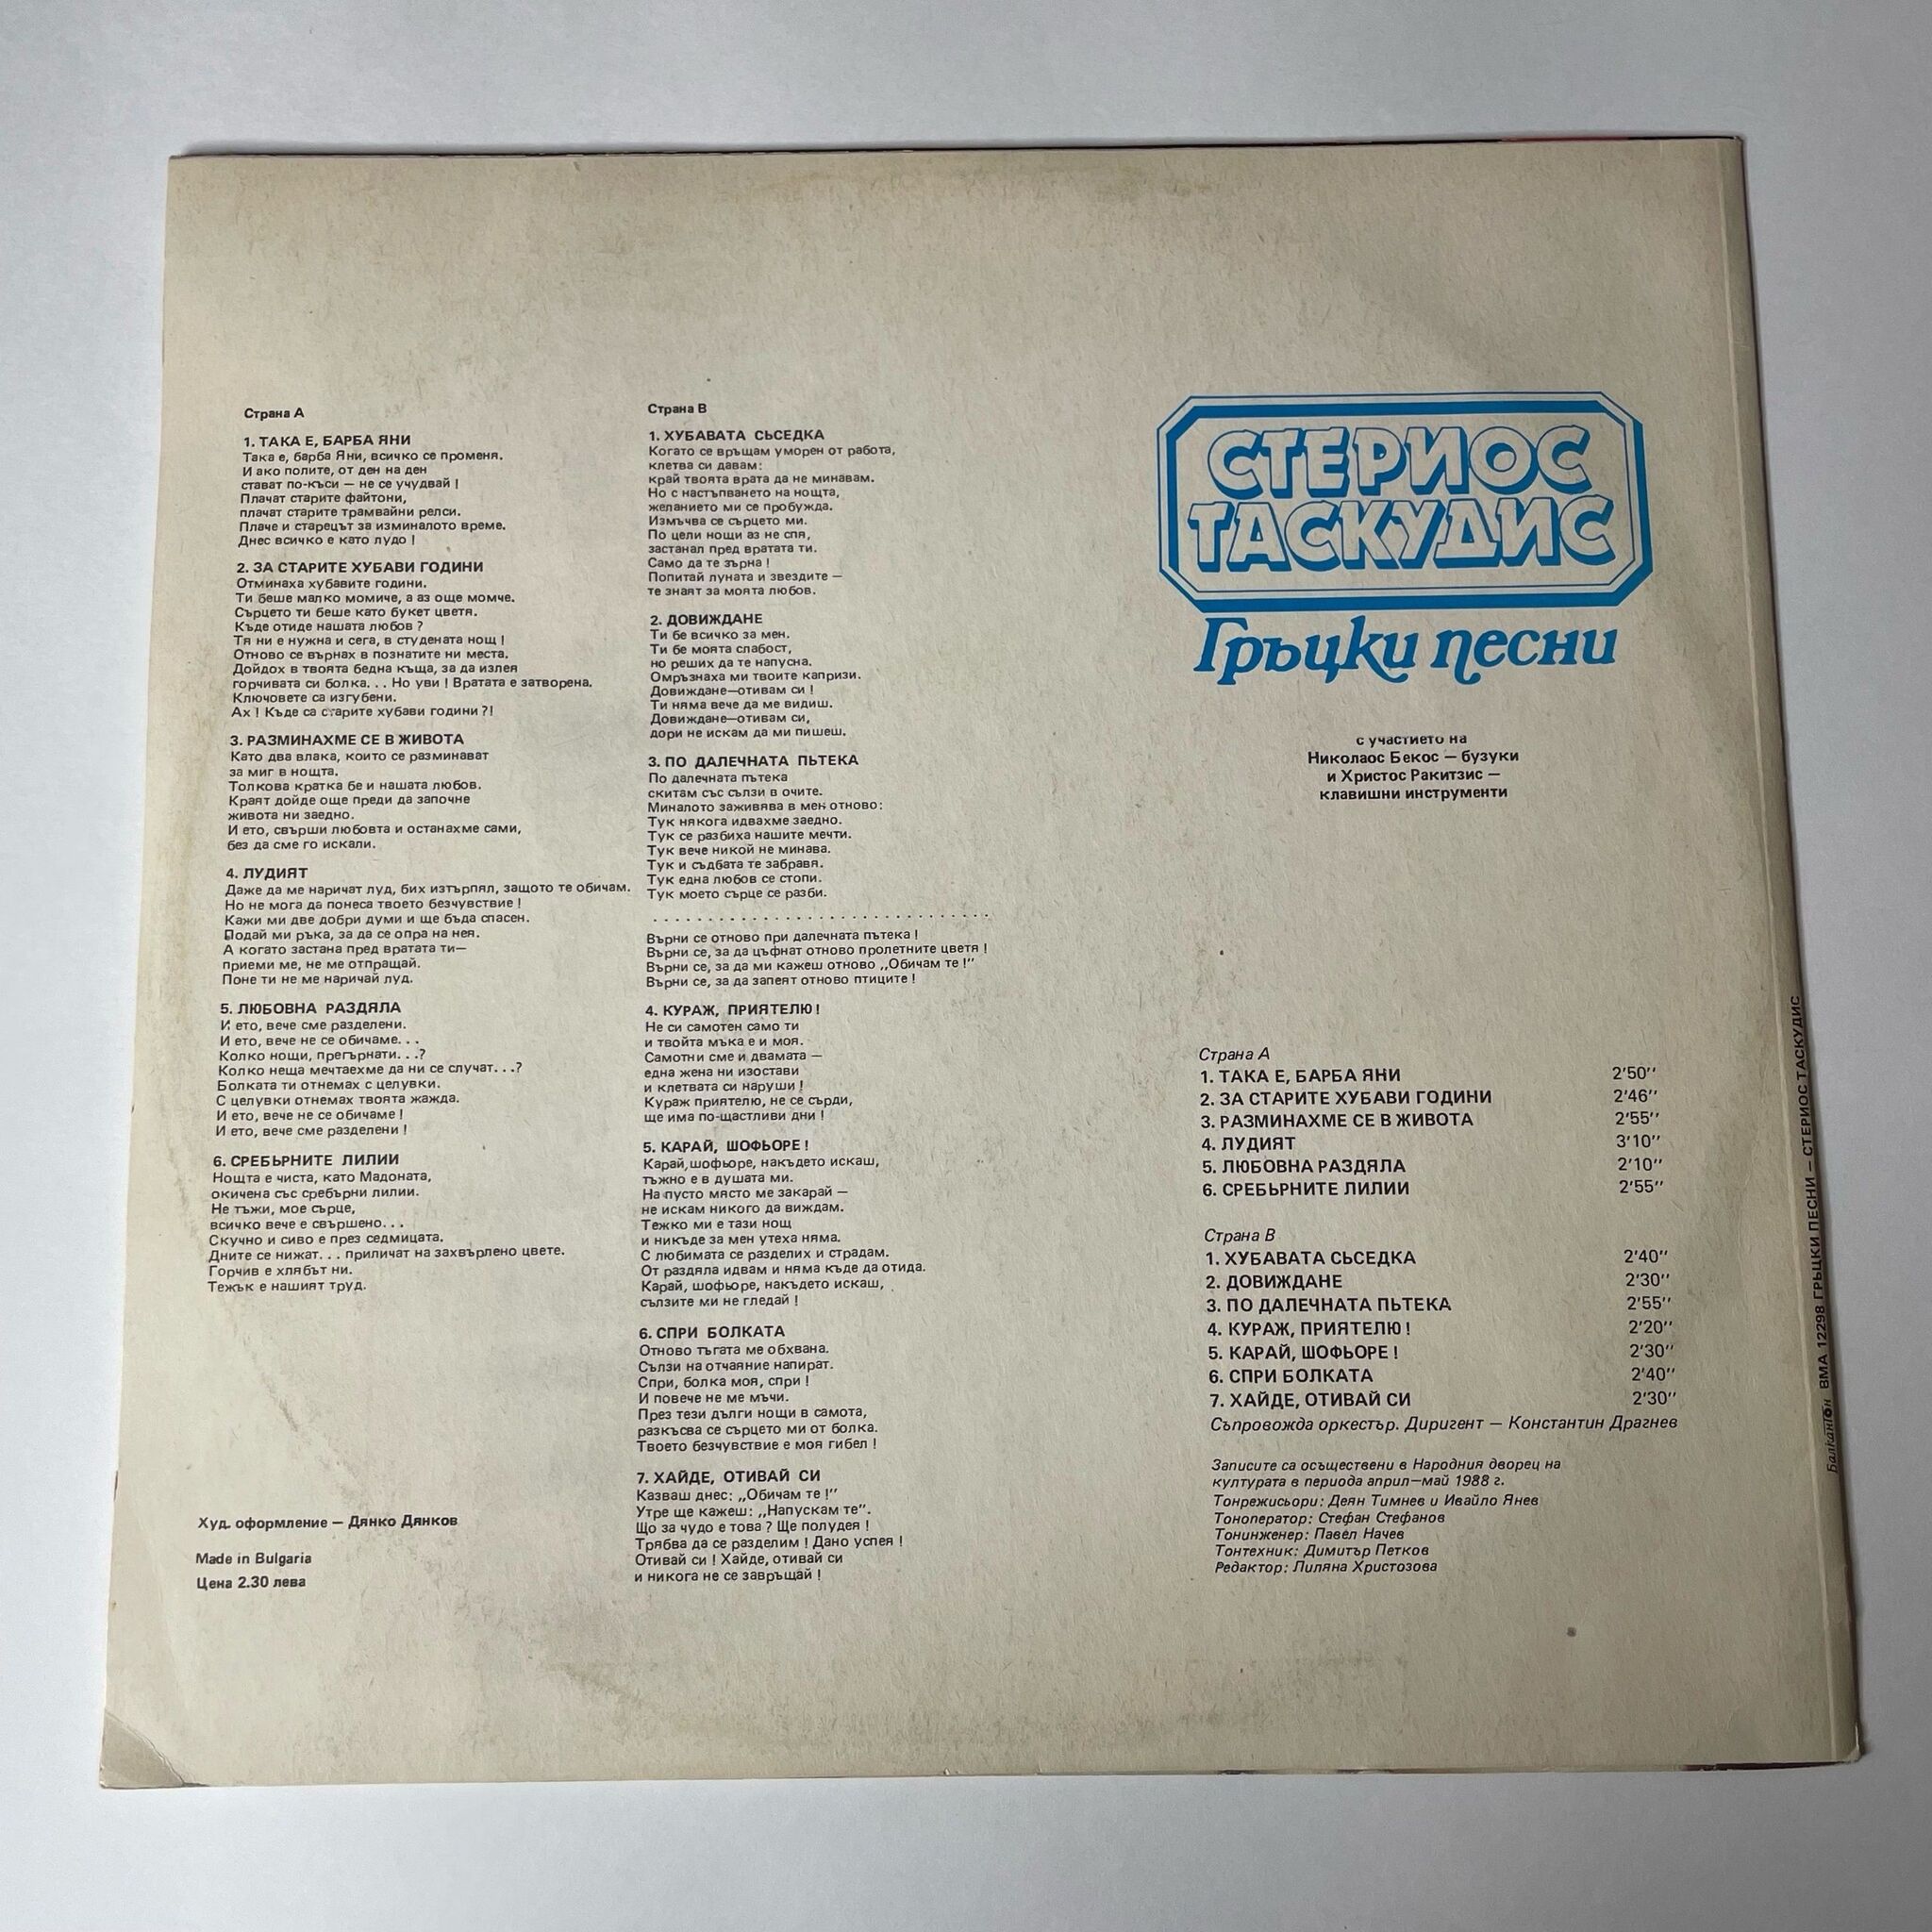 Страна А
1. ТАКА Е, БАРБА ЯНИ
Така е, барба Яни, всичко се променя.
И ако полите, от ден на ден
стават по-къси — не се учудвай !
Плачат старите файтони,
плачат старите трамвайни релси.
Плаче и старецът за изминалото време.
Днес всичко е като лудо !
2. ЗА СТАРИТЕ ХУБАВИ ГОДИНИ
Отминаха хубавите години.
Ти беше малко момиче, а аз още момче.
Сърцето ти беше като букет цветя.
Къде отиде нашата любов ?
Тя ни е нужна и сега, в студената нощ !
Отново се върнах в познатите ни места.
Дойдох в твоята бедна къща, за да излея
горчивата си болка. . . Но уви ! Вратата е затворена.
Ключовете са изгубени.
Ах ! Къде са старите хубави години ?!
3. РАЗМИНАХМЕ СЕ В ЖИВОТА
Като два влака, които се разминават
за миг в нощта.
Толкова кратка бе и нашата любов.
Краят дойде още преди да започне
живота ни заедно.
И ето, свърши любовта и останахме сами,
без да сме го искали.
4. ЛУДИЯТ
Даже да ме наричат луд, бих изтърпял, защото те обичам.
Но не мога да понеса твоето безчувствие !
Кажи ми две добри думи и ще бъда спасен.
Подай ми ръка, за да се опра на нея.
А когато застана пред вратата ти—
приеми ме, не ме отпращай.
Поне ти не ме наричай луд.
5. ЛЮБОВНА РАЗДЯЛА
И ето, вече сме разделени.
И ето, вече не се обичаме. . .
Колко нощи, прегърнати. . .?
Колко неща мечтаехме да ни се случат. . .?
Болката ти отнемах с целувки.
С целувки отнемах твоята жажда.
И ето, вече не се обичаме !
И ето, вече сме разделени !
6. СРЕБЪРНИТЕ ЛИЛИИ
Нощта е чиста, като Мадоната,
окичена със сребърни лилии.
Не тъжи, мое сърце,
всичко вече е свършено. . .
Скучно и сиво е през седмицата.
Дните се нижат. . . приличат на захвърлено цвете.
Горчив е хлябът ни.
Тежък е нашият труд.
Худ. оформление — Дянко Дянков
Made in Bulgaria
Цена 2.30 лева
Страна В
1. ХУБАВАТА СЪСЕДКА
Когато се връщам уморен от работа,
клетва си давам:
край твоята врата да не минавам.
Но с настъпването на нощта,
желанието ми се пробужда.
Измъчва се сърцето ми.
По цели нощи аз не спя,
застанал пред вратата ти.
Само да те зърна !
Попитай луната и звездите —
те знаят за моята любов.
2. ДОВИЖДАНЕ
Ти бе всичко за мен.
Ти бе моята слабост,
но реших да те напусна.
Омръзнаха ми твоите капризи.
Довиждане—отивам си !
Ти няма вече да ме видиш.
Довиждане—отивам си,
дори не искам да ми пишеш.
3. ПО ДАЛЕЧНАТА ПЪТЕКА
По далечната пътека
скитам със сълзи в очите.
Миналото заживява в мен отново:
Тук някога идвахме заедно.
Тук се разбиха нашите мечти.
Тук вече никой не минава.
Тук и съдбата те забравя.
Тук една любов се стопи.
Тук моето сърце се разби.
. . . . . . . . . . . . . . . . . . . . . . . . . . . . . . .
Върни се отново при далечната пътека !
Върни се, за да цъфнат отново пролетните цветя !
Върни се, за да ми кажеш отново „Обичам те !”
Върни се, за да запеят отново птиците !
4. КУРАЖ, ПРИЯТЕЛЮ !
Не си самотен само ти
и твойта мъка е и моя.
Самотни сме и двамата —
една жена ни изостави
и клетвата си наруши !
Кураж приятелю, не се сърди,
ще има по-щастливи дни !
5. КАРАЙ, ШОФЬОРЕ !
Карай, шофьоре, накъдето искаш,
тъжно е в душата ми.
На пусто място ме закарай —
не искам никого да виждам.
Тежко ми е тази нощ
и никъде за мен утеха няма.
С любимата се разделих и страдам.
От раздяла идвам и няма къде да отида.
Карай, шофьоре, накъдето искаш,
сълзите ми не гледай !
6. СПРИ БОЛКАТА
Отново тъгата ме обхвана.
Сълзи на отчаяние напират.
Спри, болка моя, спри !
И повече не ме мъчи.
През тези дълги нощи в самота,
разкъсва се сърцето ми от болка.
Твоето безчувствие е моя гибел !
7. ХАЙДЕ, ОТИВАЙ СИ
Казваш днес: „Обичам те !”
Утре ще кажеш: „Напускам те”.
Що за чудо е това ? Ще полудея !
Трябва да се разделим ! Дано успея !
Отивай си ! Хайде, отивай си
и никога не се завръщай !
СТЕРИОС
ТАСКУДИС
Гръцки песни
с участието на
Николаос Бекос — бузуки
и Христос Ракитзис —
клавишни инструменти
Страна А
1. ТАКА Е, БАРБА ЯНИ 2'50''
2. ЗА СТАРИТЕ ХУБАВИ ГОДИНИ 2'46''
3. РАЗМИНАХМЕ СЕ В ЖИВОТА 2'55''
4. ЛУДИЯТ 3'10''
5. ЛЮБОВНА РАЗДЯЛА 2'10''
6. СРЕБЪРНИТЕ ЛИЛИИ 2'55''
Страна В
1. ХУБАВАТА СЪСЕДКА 2'40''
2. ДОВИЖДАНЕ 2'30''
3. ПО ДАЛЕЧНАТА ПЪТЕКА 2'55''
4. КУРАЖ, ПРИЯТЕЛЮ ! 2'20''
5. КАРАЙ, ШОФЬОРЕ ! 2'30''
6. СПРИ БОЛКАТА 2'40''
7. ХАЙДЕ, ОТИВАЙ СИ 2'30''
Съпровожда оркестър. Диригент — Константин Драгнев
Записите са осъществени в Народния дворец на
културата в периода април—май 1988 г.
Тонрежисьори: Деян Тимнев и Ивайло Янев
Тоноператор: Стефан Стефанов
Тонинженер: Павел Начев
Тонтехник: Димитър Петков
Редактор: Лиляна Христозова
Балкантон ВМА 12298 ГРЪЦКИ ПЕСНИ — СТЕРИОС ТАСКУДИС